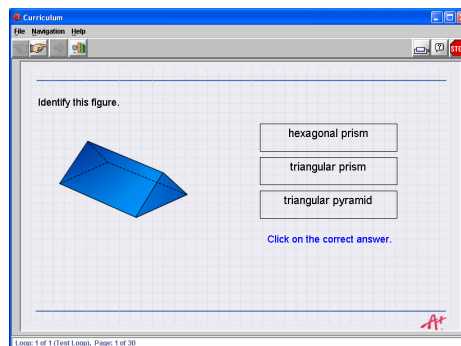 Curriculum
File Navigation Help
STO
Identify this figure.
hexagonal prism
triangular prism
triangular pyramid
Click on the correct answer.
A+
Loop: 1 of 1 (Test Loop), Page: 1 of 30